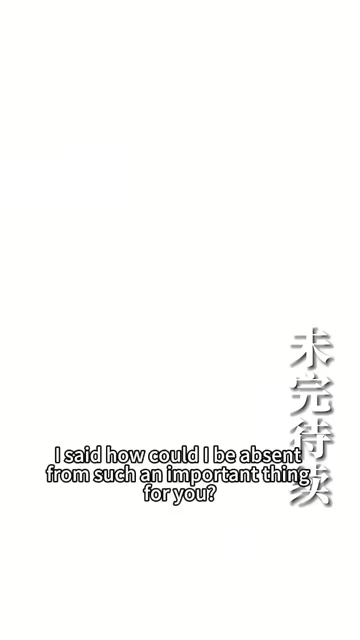 未完待续
I said how could I be absent
from such an important thing
for you?